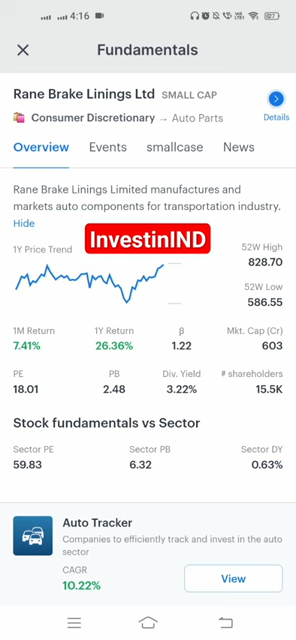 4:16
Fundamentals
Rane Brake Linings Ltd SMALL CAP
Consumer Discretionary → Auto Parts
Details
Overview Events smallcase News
Rane Brake Linings Limited manufactures and
markets auto components for transportation industry.
Hide
InvestinIND
1Y Price Trend
52W High
828.70
52W Low
586.55
1M Return 1Y Return β Mkt. Cap (Cr)
7.41% 26.36% 1.22 603
PE PB Div. Yield # shareholders
18.01 2.48 3.22% 15.5K
Stock fundamentals vs Sector
Sector PE Sector PB Sector DY
59.83 6.32 0.63%
Auto Tracker
Companies to efficiently track and invest in the auto
sector
CAGR
10.22%
View